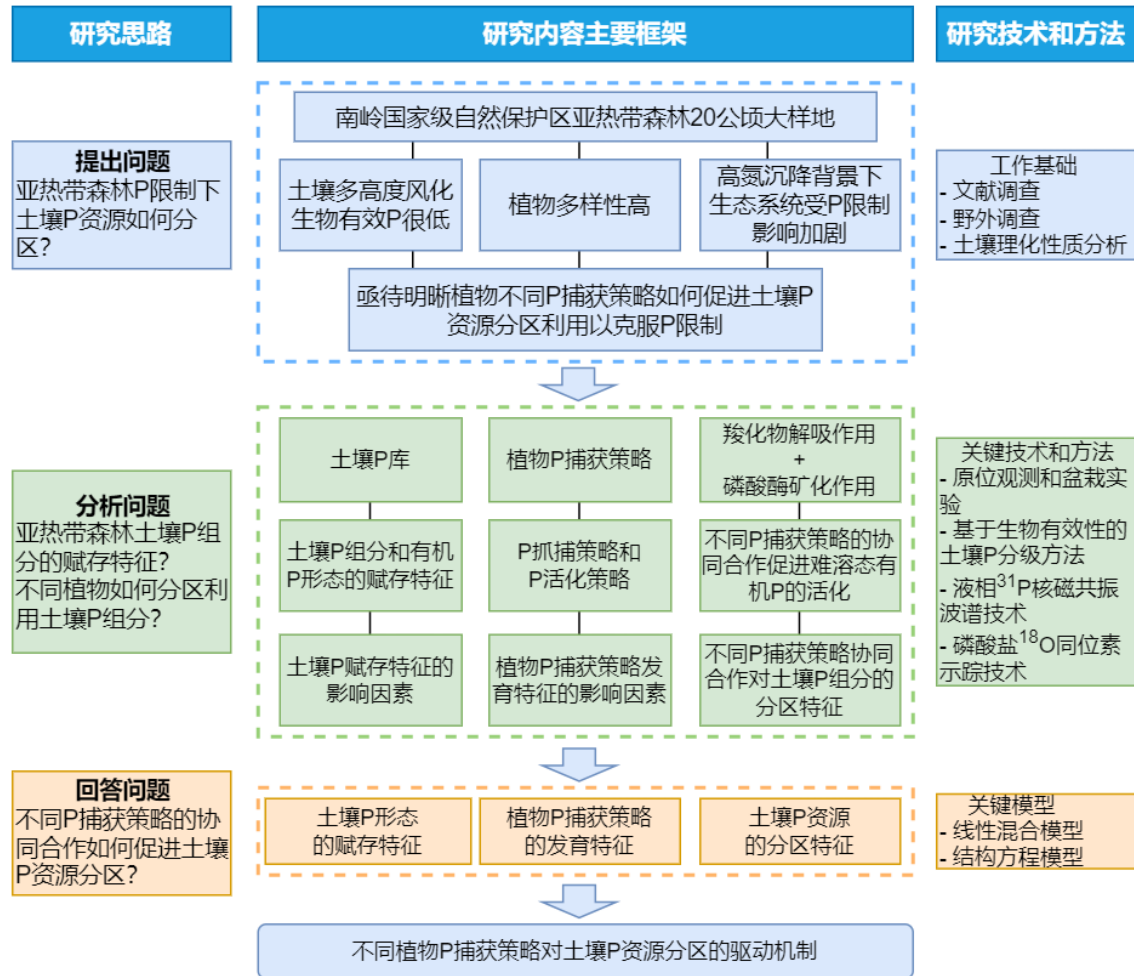 研究思路
研究内容主要框架
研究技术和方法
南岭国家级自然保护区亚热带森林20公顷大样地
提出问题
亚热带森林P限制下
土壤P资源如何分
区？
土壤多高度风化
生物有效P很低
植物多样性高
高氮沉降背景下
生态系统受P限制
影响加剧
工作基础
- 文献调查
- 野外调查
- 土壤理化性质分析
亟待明晰植物不同P捕获策略如何促进土壤P
资源分区利用以克服P限制
分析问题
亚热带森林土壤P组
分的赋存特征？
不同植物如何分区利
用土壤P组分？
土壤P库
植物P捕获策略
羧化物解吸作用
+
磷酸酶矿化作用
土壤P组分和有机
P形态的赋存特征
P抓捕策略和
P活化策略
不同P捕获策略的协
同合作促进难溶态有
机P的活化
土壤P赋存特征的
影响因素
植物P捕获策略发
育特征的影响因素
不同P捕获策略协同
合作对土壤P组分的
分区特征
关键技术和方法
- 原位观测和盆栽实
验
- 基于生物有效性的
土壤P分级方法
- 液相³¹P核磁共振
波谱技术
- 磷酸盐¹⁸O同位素
示踪技术
回答问题
不同P捕获策略的协
同合作如何促进土壤
P资源分区？
土壤P形态
的赋存特征
植物P捕获策略
的发育特征
土壤P资源
的分区特征
关键模型
- 线性混合模型
- 结构方程模型
不同植物P捕获策略对土壤P资源分区的驱动机制